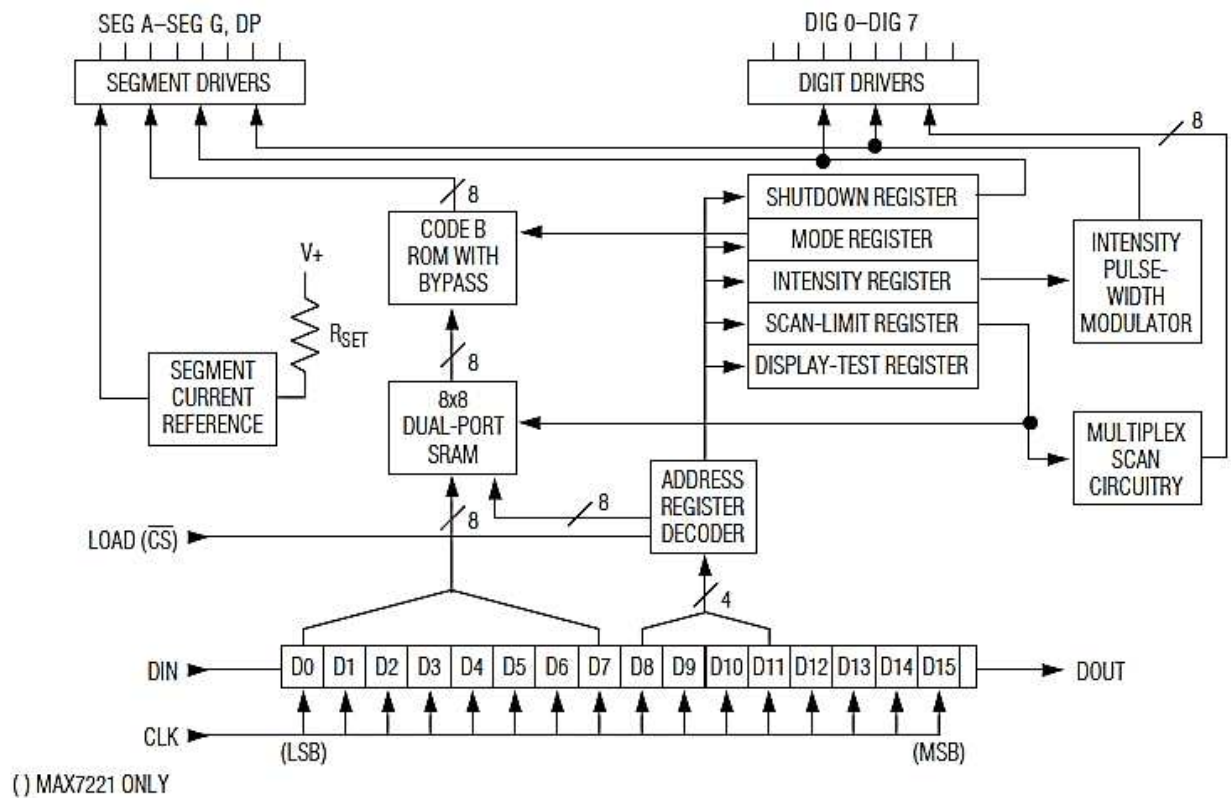 SEG A–SEG G, DP
DIG 0–DIG 7
SEGMENT DRIVERS
DIGIT DRIVERS
8
8
SHUTDOWN REGISTER
MODE REGISTER
INTENSITY REGISTER
SCAN-LIMIT REGISTER
DISPLAY-TEST REGISTER
CODE B
ROM WITH
BYPASS
INTENSITY
PULSE-
WIDTH
MODULATOR
V+
RSET
8
SEGMENT
CURRENT
REFERENCE
8x8
DUAL-PORT
SRAM
MULTIPLEX
SCAN
CIRCUITRY
ADDRESS
REGISTER
DECODER
8
8
LOAD (C̅S̅)
4
DIN
D0 D1 D2 D3 D4 D5 D6 D7 D8 D9 D10 D11 D12 D13 D14 D15
DOUT
CLK
(LSB)
(MSB)
( ) MAX7221 ONLY